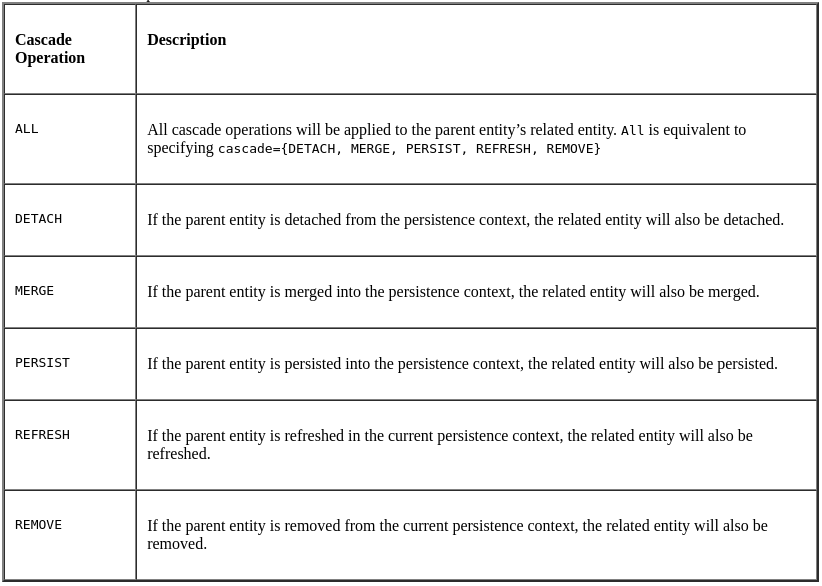 Cascade
Operation
Description
ALL
All cascade operations will be applied to the parent entity’s related entity. All is equivalent to
specifying cascade={DETACH, MERGE, PERSIST, REFRESH, REMOVE}
DETACH
If the parent entity is detached from the persistence context, the related entity will also be detached.
MERGE
If the parent entity is merged into the persistence context, the related entity will also be merged.
PERSIST
If the parent entity is persisted into the persistence context, the related entity will also be persisted.
REFRESH
If the parent entity is refreshed in the current persistence context, the related entity will also be
refreshed.
REMOVE
If the parent entity is removed from the current persistence context, the related entity will also be
removed.